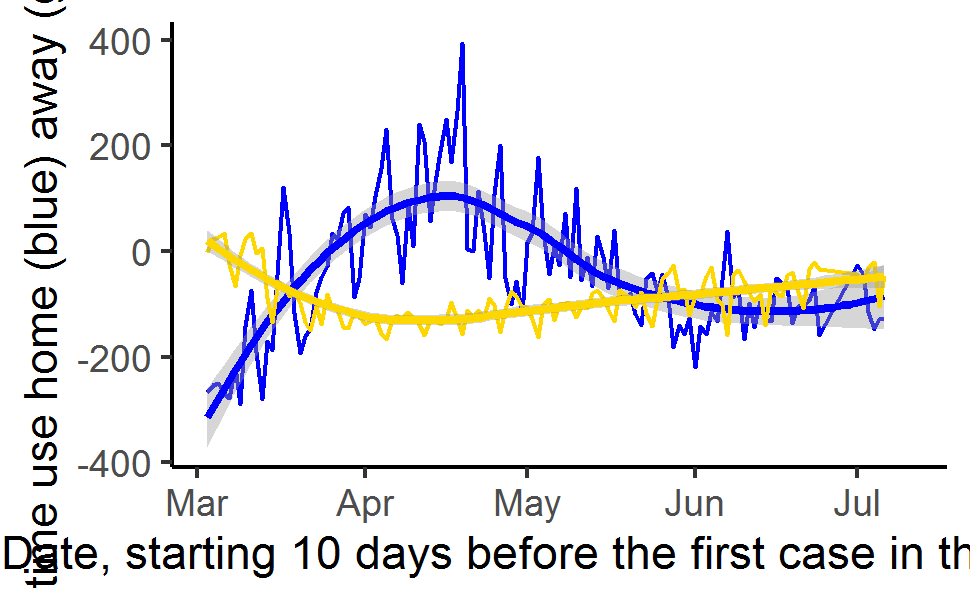 time use home (blue) away (
400
200
0
-200
-400
Mar Apr May Jun Jul
Date, starting 10 days before the first case in th